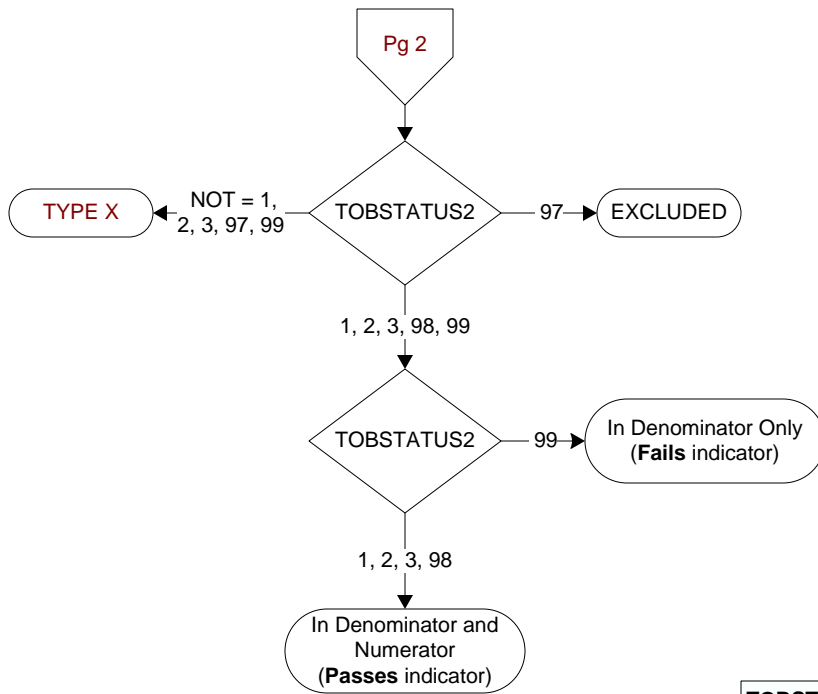 Pg 2
NOT = 1,
2, 3, 97, 99
TYPE X
TOBSTATUS2
97
EXCLUDED
1, 2, 3, 98, 99
TOBSTATUS2
99
In Denominator Only
(Fails indicator)
1, 2, 3, 98
In Denominator and
Numerator
(Passes indicator)